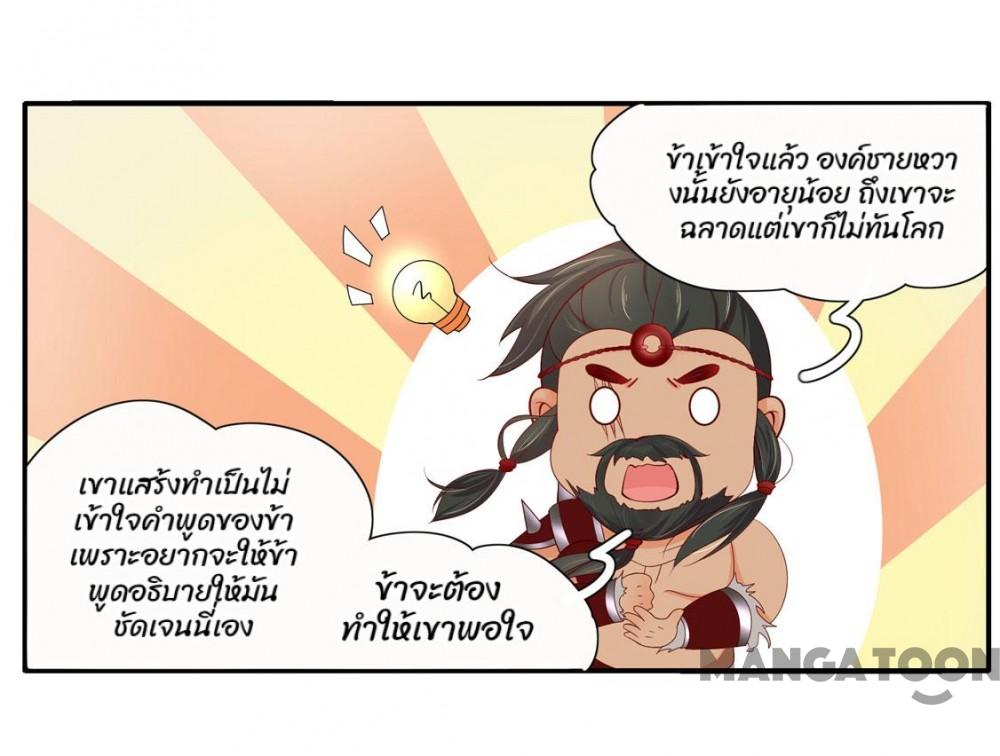 ข้าเข้าใจแล้ว องค์ชายหวา
งนั้นยังอายุน้อย ถึงเขาจะ
ฉลาดแต่เขาก็ไม่ทันโลก
เขาแสร้งทำเป็นไม่
เข้าใจคำพูดของข้า
เพราะอยากจะให้ข้า
พูดอธิบายให้มัน
ชัดเจนนี่เอง
ข้าจะต้อง
ทำให้เขาพอใจ
MANGATOON